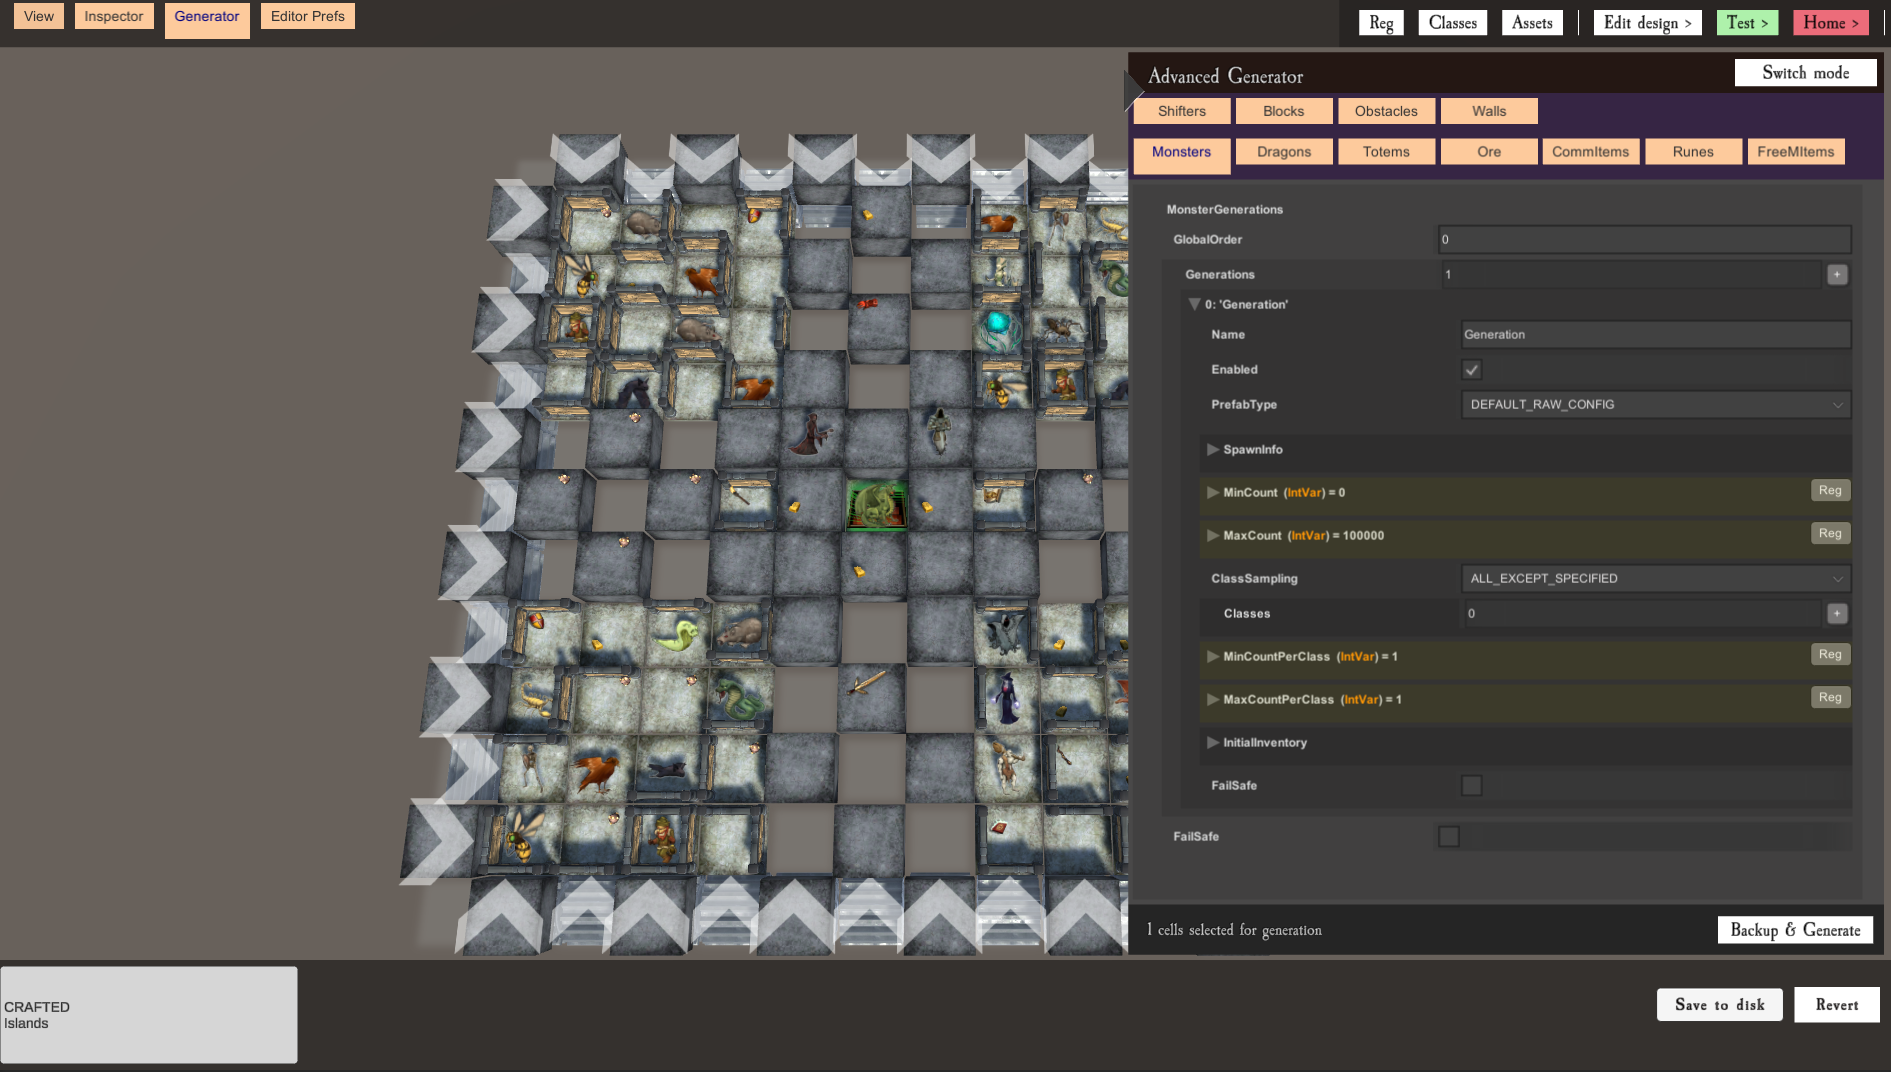 View Inspector Generator Editor Prefs
Reg Classes Assets Edit design > Test > Home >
Advanced Generator Switch mode
Shifters Blocks Obstacles Walls
Monsters Dragons Totems Ore CommItems Runes FreeMItems
MonsterGenerations
GlobalOrder 0
Generations 1 +
0: 'Generation'
Name Generation
Enabled
PrefabType DEFAULT_RAW_CONFIG
SpawnInfo
MinCount (IntVar) = 0 Reg
MaxCount (IntVar) = 100000 Reg
ClassSampling ALL_EXCEPT_SPECIFIED
Classes 0 +
MinCountPerClass (IntVar) = 1 Reg
MaxCountPerClass (IntVar) = 1 Reg
InitialInventory
FailSafe
FailSafe
1 cells selected for generation Backup & Generate
CRAFTED
Islands
Save to disk Revert